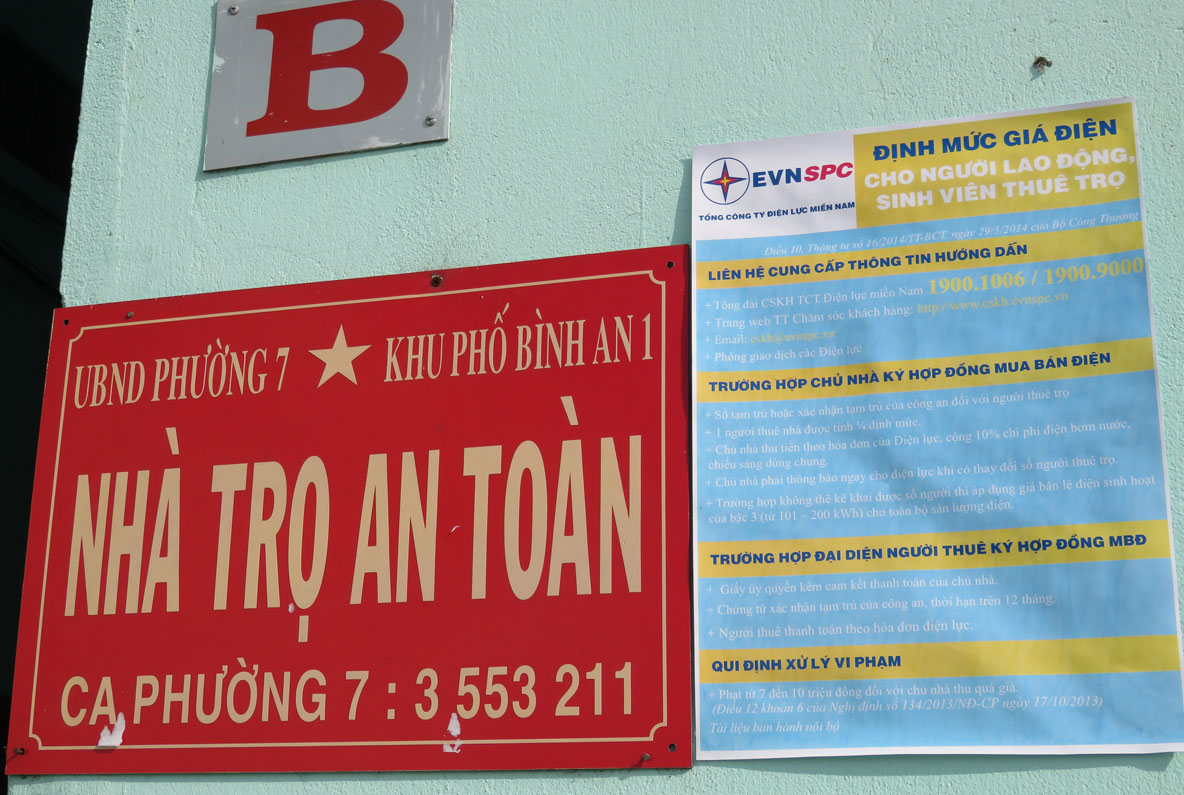 B
UBND PHƯỜNG 7 ★ KHU PHỐ BÌNH AN 1
NHÀ TRỌ AN TOÀN
CA PHƯỜNG 7 : 3 553 211
EVNSPC
TỔNG CÔNG TY ĐIỆN LỰC MIỀN NAM
ĐỊNH MỨC GIÁ ĐIỆN
CHO NGƯỜI LAO ĐỘNG,
SINH VIÊN THUÊ TRỌ
Điều 10, Thông tư số 16/2014/TT-BCT, ngày 29/5/2014 của Bộ Công Thương
LIÊN HỆ CUNG CẤP THÔNG TIN HƯỚNG DẪN
+ Tổng đài CSKH TCT Điện lực miền Nam 1900.1006 / 1900.9000
+ Trang web TT Chăm sóc khách hàng: http://www.cskh.evnspc.vn
+ Email: cskh@evnspc.vn
+ Phòng giao dịch các Điện lực
TRƯỜNG HỢP CHỦ NHÀ KÝ HỢP ĐỒNG MUA BÁN ĐIỆN
+ Sổ tạm trú hoặc xác nhận tạm trú của công an đối với người thuê trọ
+ 1 người thuê nhà được tính ¼ định mức.
+ Chủ nhà thu tiền theo hóa đơn của Điện lực, cộng 10% chi phí điện bơm nước,
chiếu sáng dùng chung.
+ Chủ nhà phải thông báo ngay cho điện lực khi có thay đổi số người thuê trọ.
+ Trường hợp không thể kê khai được số người thì áp dụng giá bán lẻ điện sinh hoạt
của bậc 3 (từ 101 – 200 kWh) cho toàn bộ sản lượng điện.
TRƯỜNG HỢP ĐẠI DIỆN NGƯỜI THUÊ KÝ HỢP ĐỒNG MBĐ
+ Giấy ủy quyền kèm cam kết thanh toán của chủ nhà.
+ Chứng từ xác nhận tạm trú của công an, thời hạn trên 12 tháng.
+ Người thuê thanh toán theo hóa đơn điện lực.
QUI ĐỊNH XỬ LÝ VI PHẠM
+ Phạt từ 7 đến 10 triệu đồng đối với chủ nhà thu quá giá.
(Điều 12 khoản 6 của Nghị định số 134/2013/NĐ-CP ngày 17/10/2013)
Tài liệu ban hành nội bộ